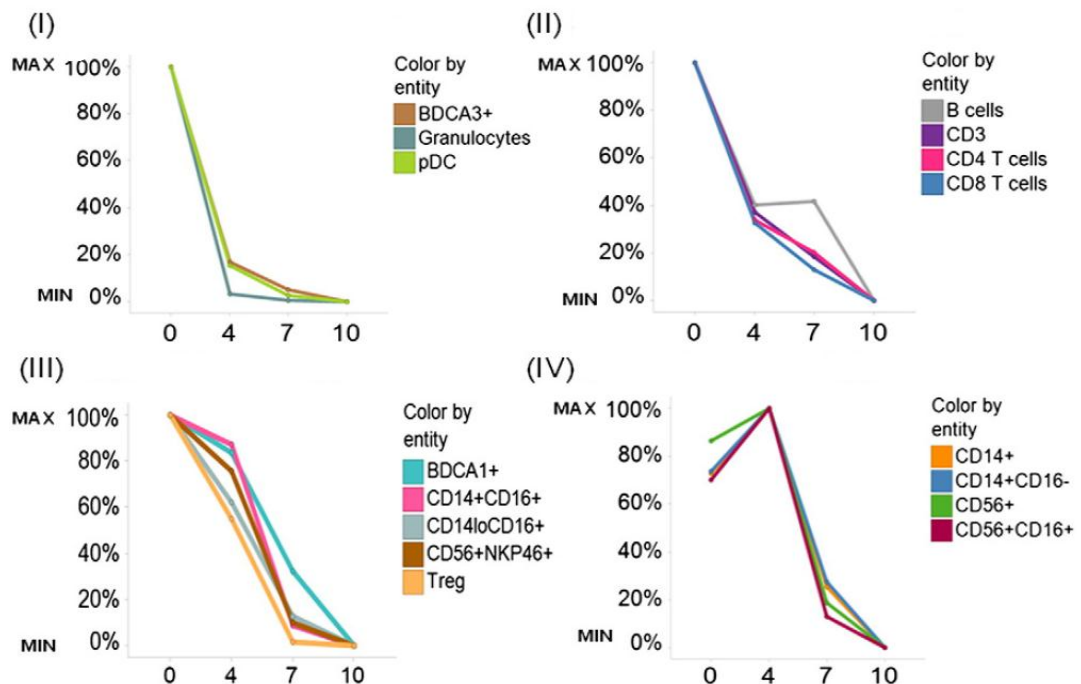 (I)
MAX 100%
80%
60%
40%
20%
MIN 0%
0 4 7 10
Color by
entity
BDCA3+
Granulocytes
pDC
(II)
MAX 100%
80%
60%
40%
20%
MIN 0%
0 4 7 10
Color by
entity
B cells
CD3
CD4 T cells
CD8 T cells
(III)
MAX 100%
80%
60%
40%
20%
MIN 0%
0 4 7 10
Color by
entity
BDCA1+
CD14+CD16+
CD14loCD16+
CD56+NKP46+
Treg
(IV)
MAX 100%
80%
60%
40%
20%
MIN 0%
0 4 7 10
Color by
entity
CD14+
CD14+CD16-
CD56+
CD56+CD16+